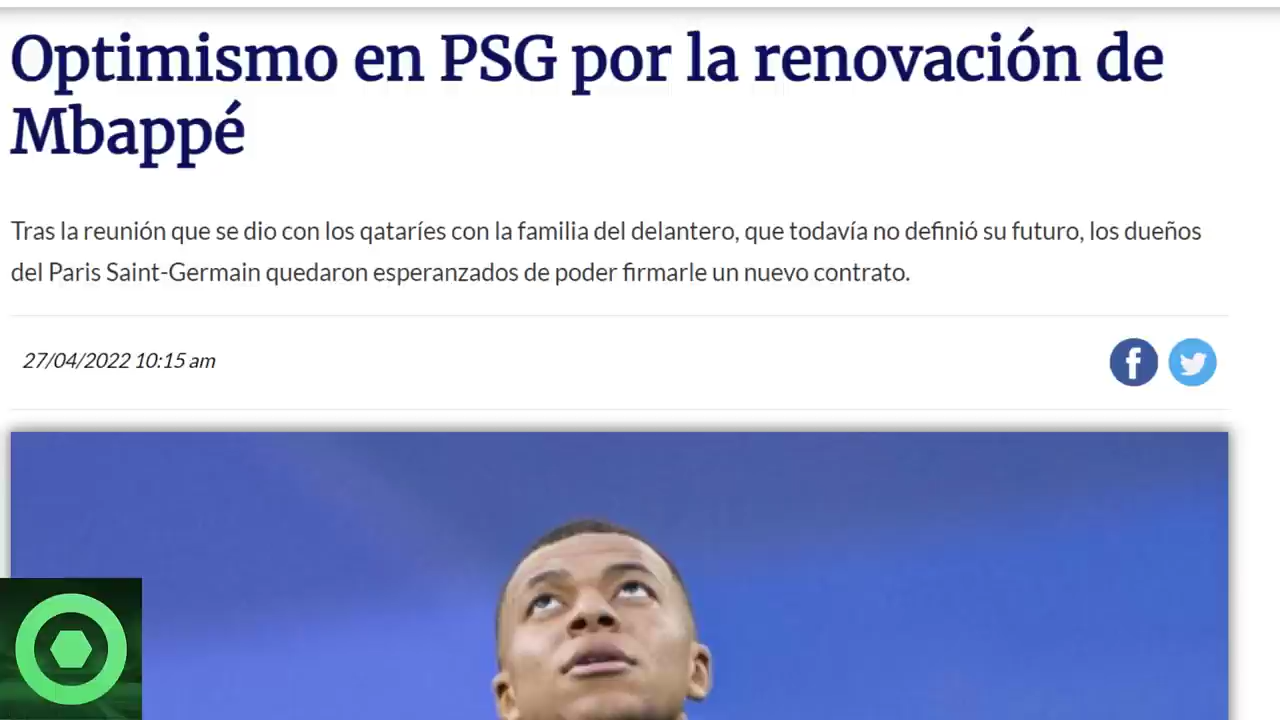 Optimismo en PSG por la renovación de
Mbappé
Tras la reunión que se dio con los qataríes con la familia del delantero, que todavía no definió su futuro, los dueños
del Paris Saint-Germain quedaron esperanzados de poder firmarle un nuevo contrato.
27/04/2022 10:15 am